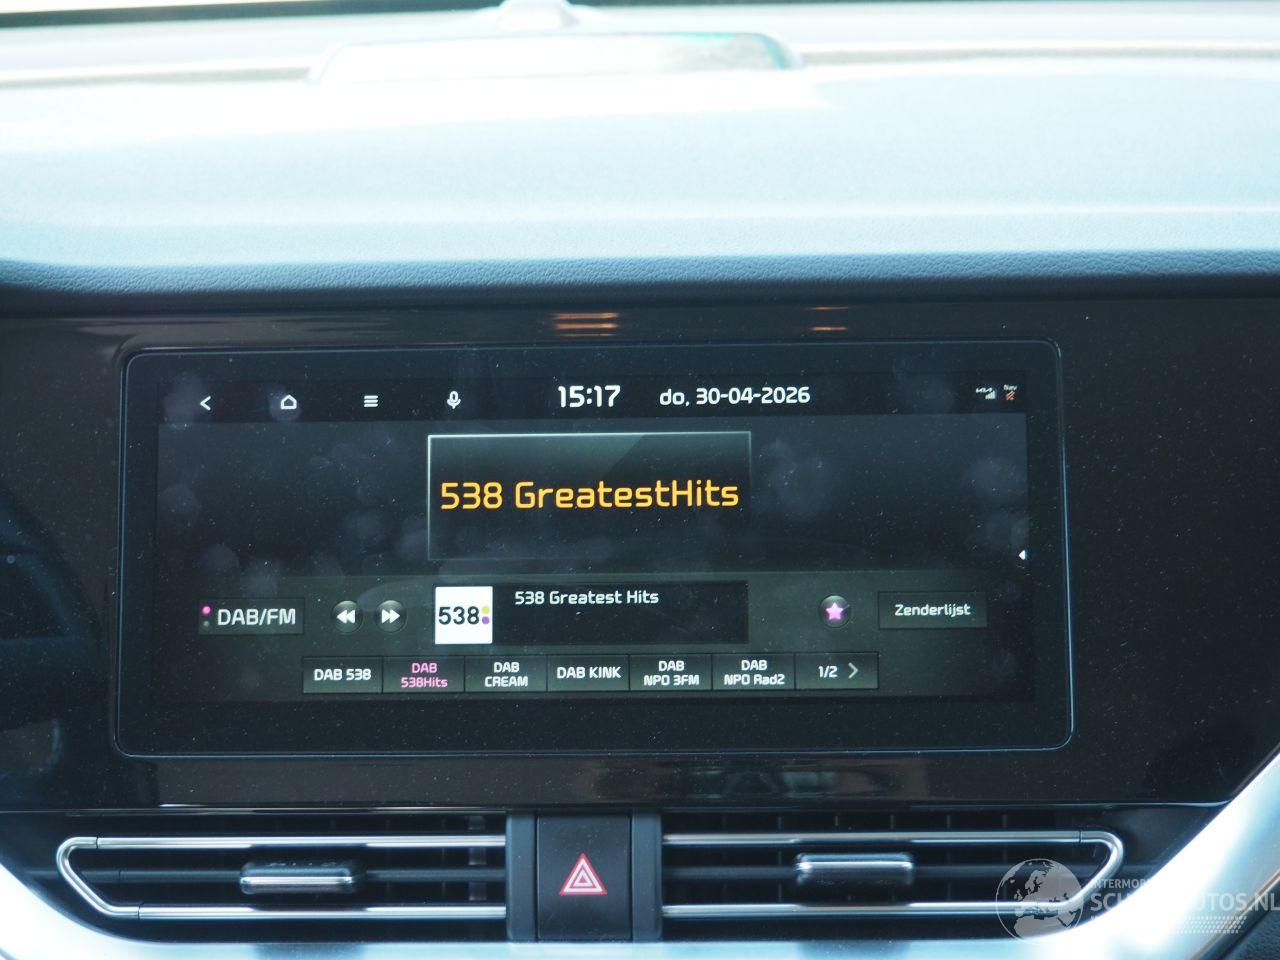 15:17 do, 30-04-2026
Nav
538 GreatestHits
DAB/FM
538
538 Greatest Hits
Zenderlijst
DAB 538
DAB
538Hits
DAB
CREAM
DAB KINK
DAB
NPO 3FM
DAB
NPO Rad2
1/2